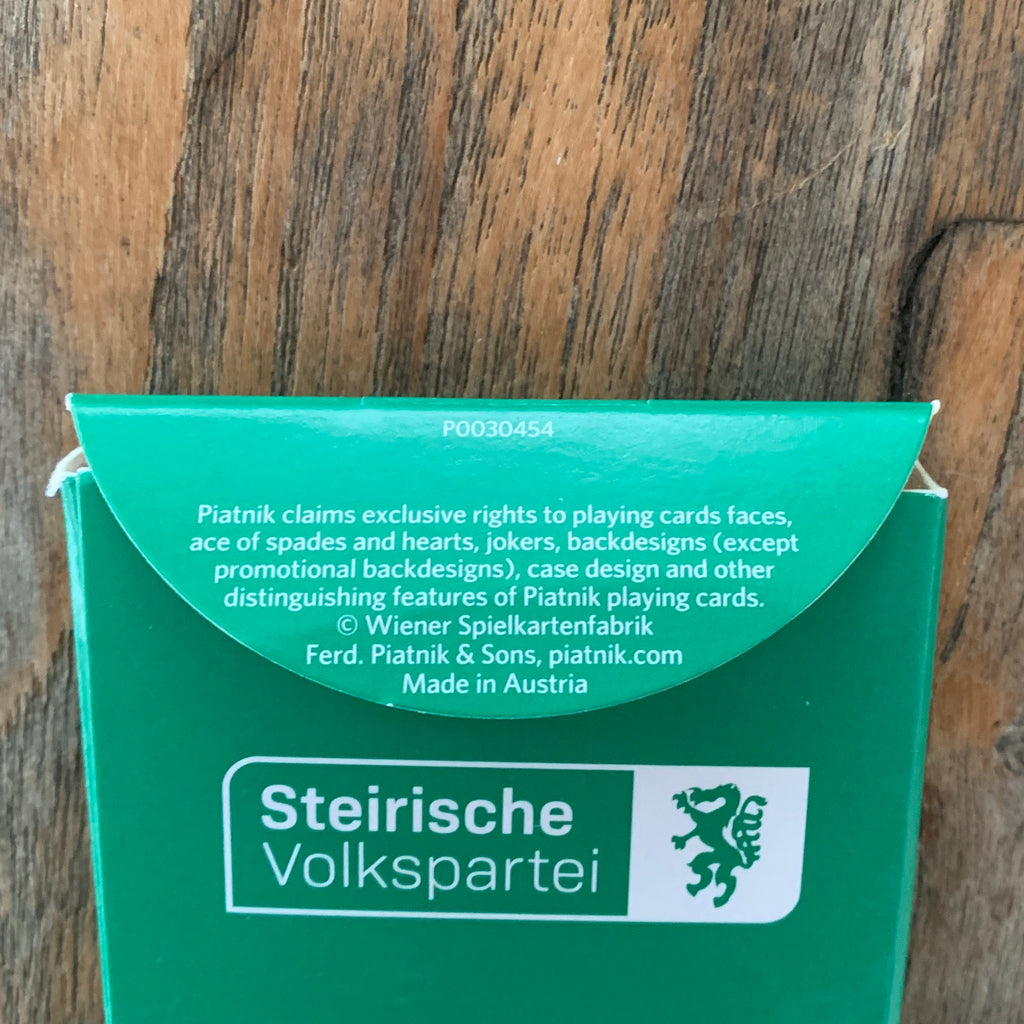 P0030454
Piatnik claims exclusive rights to playing cards faces,
ace of spades and hearts, jokers, backdesigns (except
promotional backdesigns), case design and other
distinguishing features of Piatnik playing cards.
© Wiener Spielkartenfabrik
Ferd. Piatnik & Sons, piatnik.com
Made in Austria
Steirische
Volkspartei